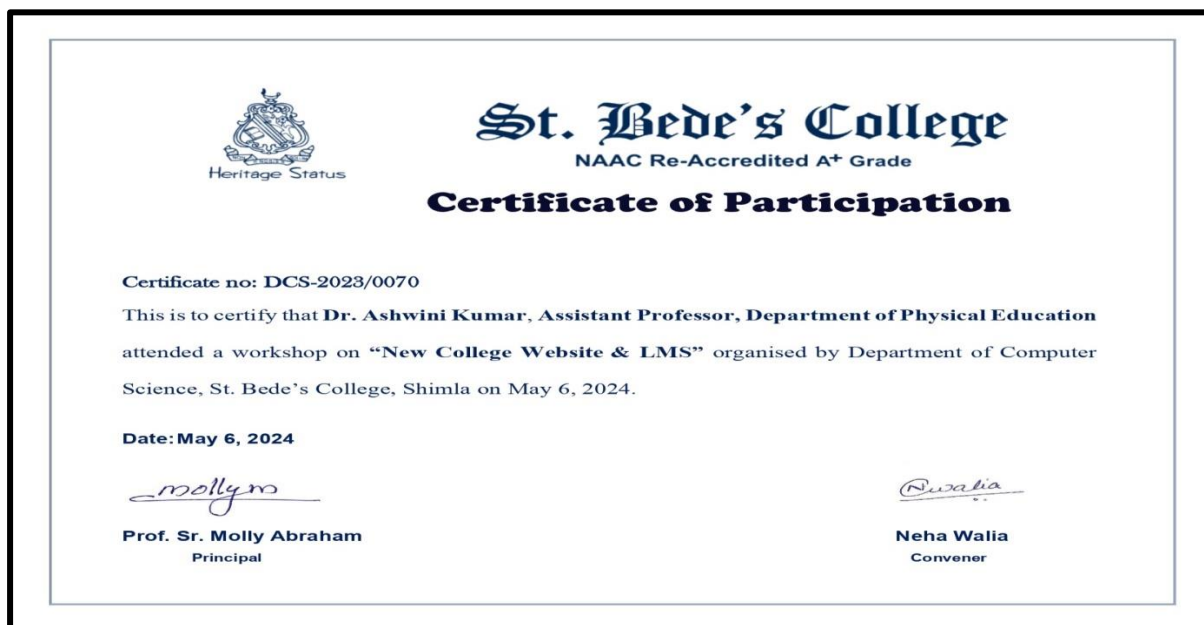 St. Bede's College
NAAC Re-Accredited A+ Grade
Heritage Status
Certificate of Participation
Certificate no: DCS-2023/0070
This is to certify that Dr. Ashwini Kumar, Assistant Professor, Department of Physical Education
attended a workshop on “New College Website & LMS” organised by Department of Computer
Science, St. Bede’s College, Shimla on May 6, 2024.
Date: May 6, 2024
mollym
Nwalia
Prof. Sr. Molly Abraham
Neha Walia
Principal
Convener